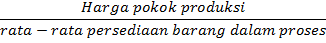 Harga pokok produksi
rata − rata persediaan barang dalam proses